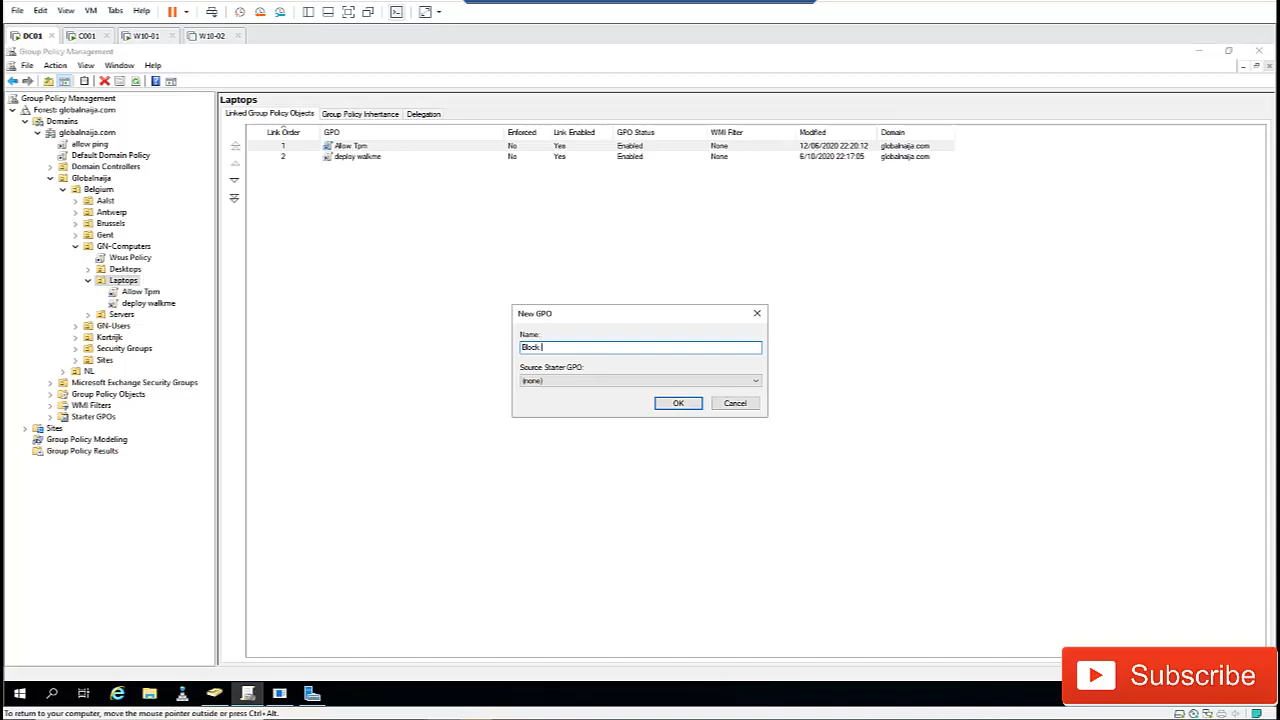 File Edit View VM Tabs Help
DC01 C001 W10-01 W10-02
Group Policy Management
File Action View Window Help
Group Policy Management
Forest: globalnaija.com
Domains
globalnaija.com
allow ping
Default Domain Policy
Domain Controllers
Globalnaija
Belgium
Aalst
Antwerp
Brussels
Gent
GN-Computers
Wsus Policy
Desktops
Laptops
Allow Tpm
deploy walkme
Servers
GN-Users
Kortrijk
Security Groups
Sites
NL
Microsoft Exchange Security Groups
Group Policy Objects
WMI Filters
Starter GPOs
Sites
Group Policy Modeling
Group Policy Results
Laptops
Linked Group Policy Objects Group Policy Inheritance Delegation
Link Order GPO Enforced Link Enabled GPO Status WMI Filter Modified Domain
1 Allow Tpm No Yes Enabled None 12/06/2020 22:20:12 globalnaija.com
2 deploy walkme No Yes Enabled None 6/10/2020 22:17:05 globalnaija.com
New GPO
Name:
Block
Source Starter GPO:
(none)
OK Cancel
Subscribe
To return to your computer, move the mouse pointer outside or press Ctrl+Alt.